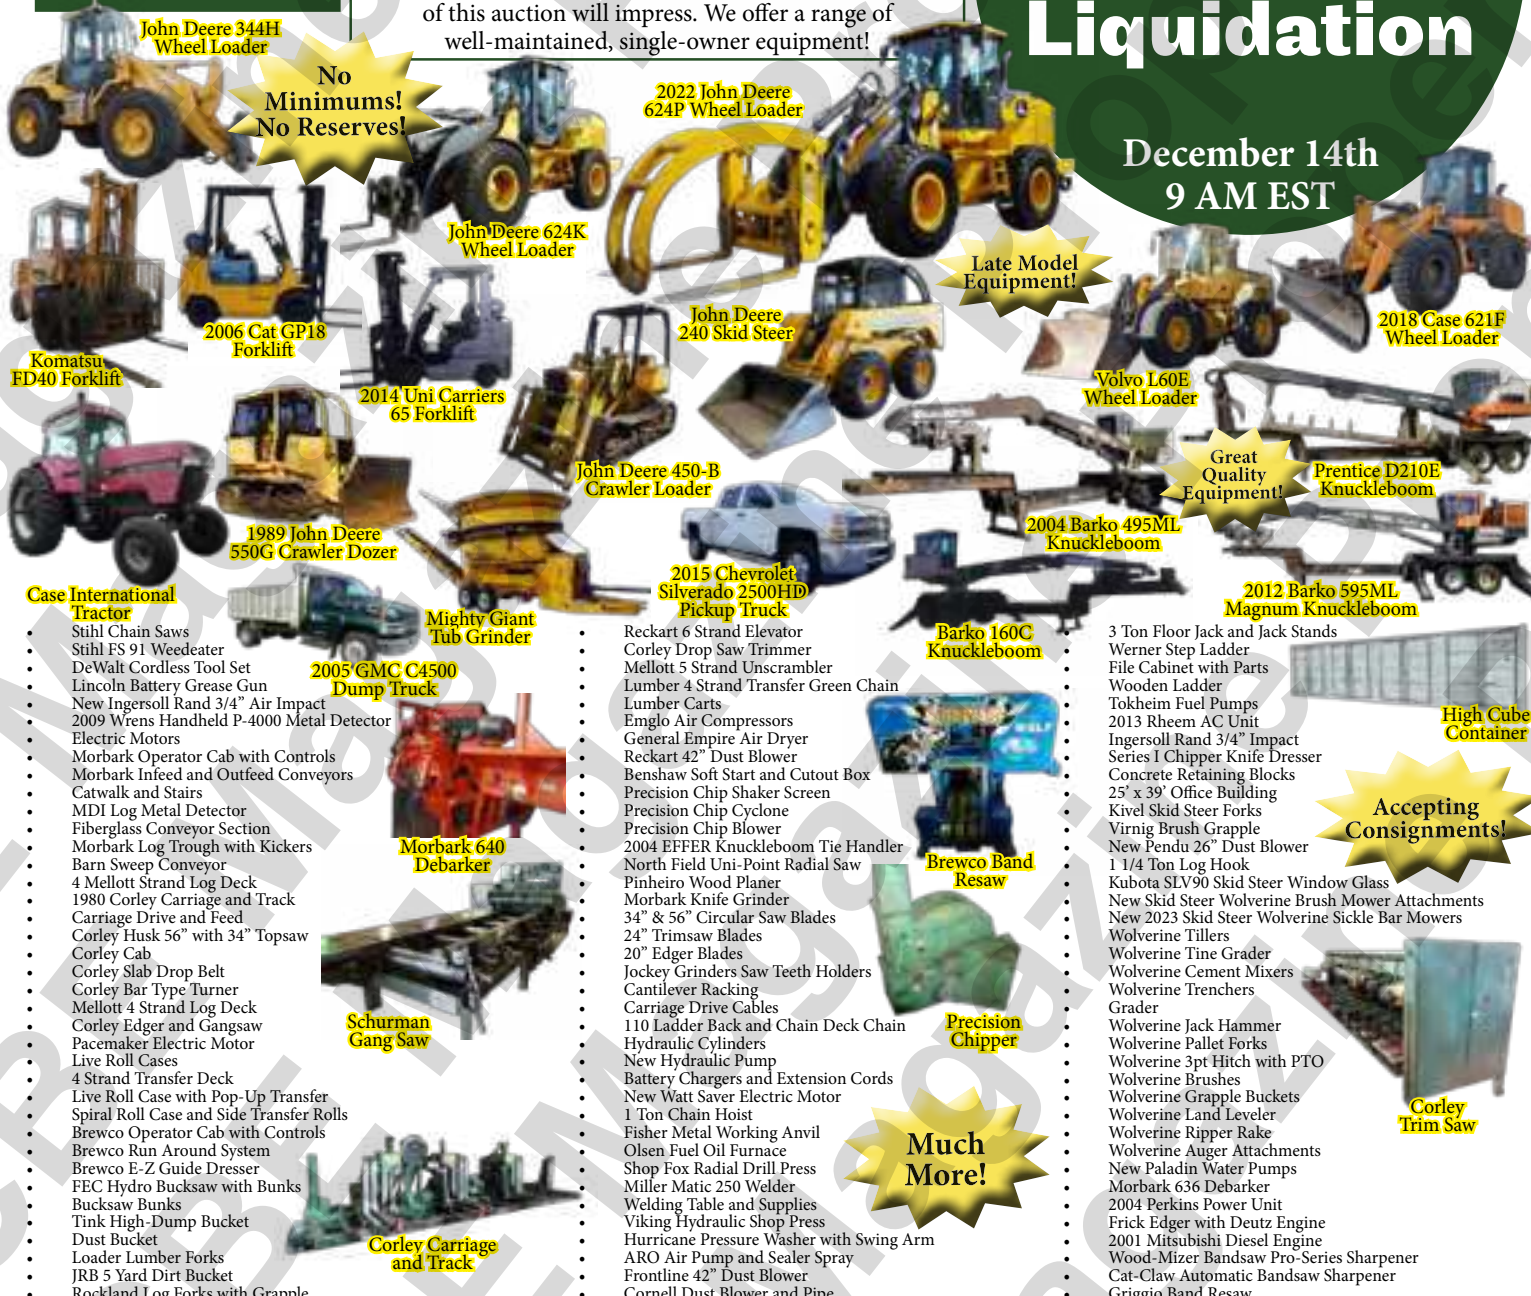 of this auction will impress. We offer a range of
well-maintained, single-owner equipment!
Liquidation
December 14th
9 AM EST
John Deere 344H
Wheel Loader
No
Minimums!
No Reserves!
2022 John Deere
624P Wheel Loader
John Deere 624K
Wheel Loader
Late Model
Equipment!
2018 Case 621F
Wheel Loader
2006 Cat GP18
Forklift
Komatsu
FD40 Forklift
2014 Uni Carriers
65 Forklift
John Deere
240 Skid Steer
Volvo L60E
Wheel Loader
John Deere 450-B
Crawler Loader
Great
Quality
Equipment!
Prentice D210E
Knuckleboom
1989 John Deere
550G Crawler Dozer
2004 Barko 495ML
Knuckleboom
2015 Chevrolet
Silverado 2500HD
Pickup Truck
2012 Barko 595ML
Magnum Knuckleboom
Case International
Tractor
Mighty Giant
Tub Grinder
Barko 160C
Knuckleboom
2005 GMC C4500
Dump Truck
• Stihl Chain Saws
• Stihl FS 91 Weedeater
• DeWalt Cordless Tool Set
• Lincoln Battery Grease Gun
• New Ingersoll Rand 3/4” Air Impact
• 2009 Wrens Handheld P-4000 Metal Detector
• Electric Motors
• Morbark Operator Cab with Controls
• Morbark Infeed and Outfeed Conveyors
• Catwalk and Stairs
• MDI Log Metal Detector
• Fiberglass Conveyor Section
• Morbark Log Trough with Kickers
• Barn Sweep Conveyor
• 4 Mellott Strand Log Deck
• 1980 Corley Carriage and Track
• Carriage Drive and Feed
• Corley Husk 56” with 34” Topsaw
• Corley Cab
• Corley Slab Drop Belt
• Corley Bar Type Turner
• Mellott 4 Strand Log Deck
• Corley Edger and Gangsaw
• Pacemaker Electric Motor
• Live Roll Cases
• 4 Strand Transfer Deck
• Live Roll Case with Pop-Up Transfer
• Spiral Roll Case and Side Transfer Rolls
• Brewco Operator Cab with Controls
• Brewco Run Around System
• Brewco E-Z Guide Dresser
• FEC Hydro Bucksaw with Bunks
• Bucksaw Bunks
• Tink High-Dump Bucket
• Dust Bucket
• Loader Lumber Forks
• JRB 5 Yard Dirt Bucket
• Rockland Log Forks with Grapple
Morbark 640
Debarker
Schurman
Gang Saw
Corley Carriage
and Track
• Reckart 6 Strand Elevator
• Corley Drop Saw Trimmer
• Mellott 5 Strand Unscrambler
• Lumber 4 Strand Transfer Green Chain
• Lumber Carts
• Emglo Air Compressors
• General Empire Air Dryer
• Reckart 42” Dust Blower
• Benshaw Soft Start and Cutout Box
• Precision Chip Shaker Screen
• Precision Chip Cyclone
• Precision Chip Blower
• 2004 EFFER Knuckleboom Tie Handler
• North Field Uni-Point Radial Saw
• Pinheiro Wood Planer
• Morbark Knife Grinder
• 34” & 56” Circular Saw Blades
• 24” Trimsaw Blades
• 20” Edger Blades
• Jockey Grinders Saw Teeth Holders
• Cantilever Racking
• Carriage Drive Cables
• 110 Ladder Back and Chain Deck Chain
• Hydraulic Cylinders
• New Hydraulic Pump
• Battery Chargers and Extension Cords
• New Watt Saver Electric Motor
• 1 Ton Chain Hoist
• Fisher Metal Working Anvil
• Olsen Fuel Oil Furnace
• Shop Fox Radial Drill Press
• Miller Matic 250 Welder
• Welding Table and Supplies
• Viking Hydraulic Shop Press
• Hurricane Pressure Washer with Swing Arm
• ARO Air Pump and Sealer Spray
• Frontline 42” Dust Blower
• Cornell Dust Blower and Pipe
Brewco Band
Resaw
Precision
Chipper
Much
More!
• 3 Ton Floor Jack and Jack Stands
• Werner Step Ladder
• File Cabinet with Parts
• Wooden Ladder
• Tokheim Fuel Pumps
• 2013 Rheem AC Unit
• Ingersoll Rand 3/4” Impact
• Series I Chipper Knife Dresser
• Concrete Retaining Blocks
• 25’ x 39’ Office Building
• Kivel Skid Steer Forks
• Virnig Brush Grapple
• New Pendu 26” Dust Blower
• 1 1/4 Ton Log Hook
• Kubota SLV90 Skid Steer Window Glass
• New Skid Steer Wolverine Brush Mower Attachments
• New 2023 Skid Steer Wolverine Sickle Bar Mowers
• Wolverine Tillers
• Wolverine Tine Grader
• Wolverine Cement Mixers
• Wolverine Trenchers
• Grader
• Wolverine Jack Hammer
• Wolverine Pallet Forks
• Wolverine 3pt Hitch with PTO
• Wolverine Brushes
• Wolverine Grapple Buckets
• Wolverine Land Leveler
• Wolverine Ripper Rake
• Wolverine Auger Attachments
• New Paladin Water Pumps
• Morbark 636 Debarker
• 2004 Perkins Power Unit
• Frick Edger with Deutz Engine
• 2001 Mitsubishi Diesel Engine
• Wood-Mizer Bandsaw Pro-Series Sharpener
• Cat-Claw Automatic Bandsaw Sharpener
• Griggio Band Resaw
High Cube
Container
Accepting
Consignments!
Corley
Trim Saw